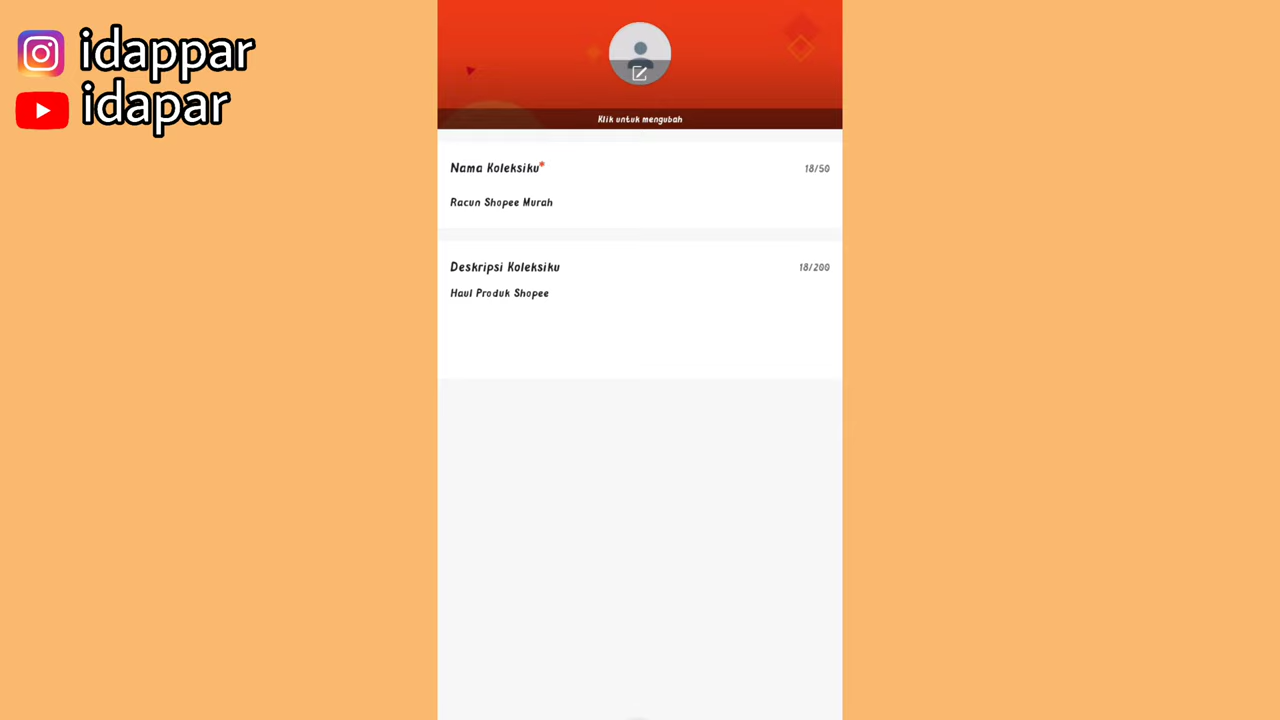 idappar
idapar
Klik untuk mengubah
Nama Koleksiku*
18/50
Racun Shopee Murah
Deskripsi Koleksiku
18/200
Haul Produk Shopee